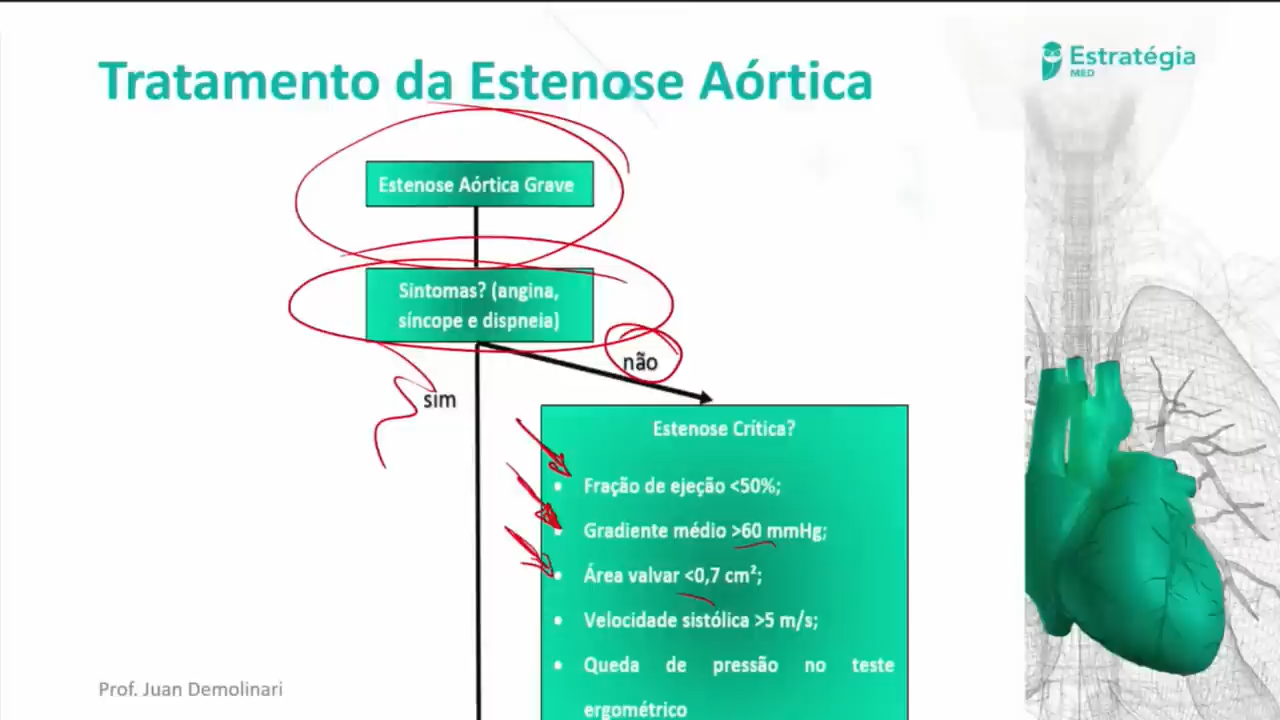 Tratamento da Estenose Aórtica
Estratégia
MED
Estenose Aórtica Grave
Sintomas? (angina,
síncope e dispneia)
não
sim
Estenose Crítica?
• Fração de ejeção <50%;
• Gradiente médio >60 mmHg;
• Área valvar <0,7 cm²;
• Velocidade sistólica >5 m/s;
• Queda de pressão no teste
ergométrico
Prof. Juan Demolinari